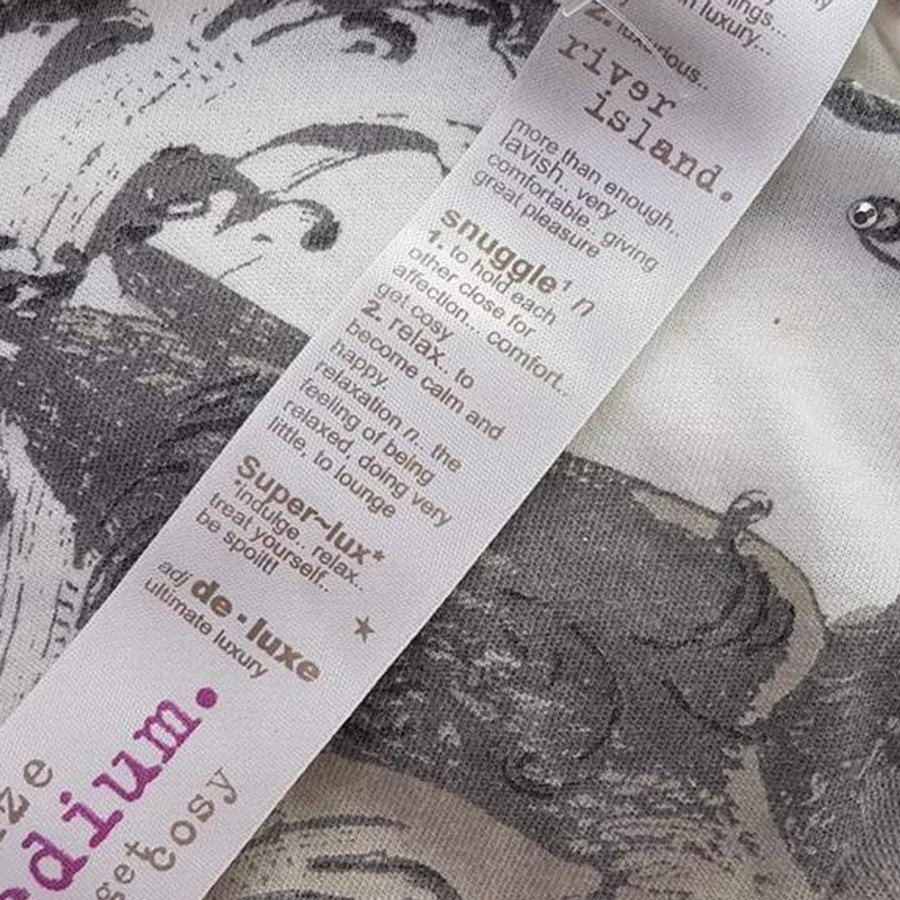 luxury...
2.
river
island.
more than enough..
lavish.. very
comfortable.. giving
great pleasure
snuggle¹ n
1. to hold each
other close for
affection... comfort..
get cosy
2. relax.. to
become calm and
happy.
relaxation n.. the
feeling of being
relaxed, doing very
little, to lounge
Super~lux*
*indulge.. relax..
treat yourself..
be spoilt!
adj de·luxe
ultimate luxury
edium.
get
cosy